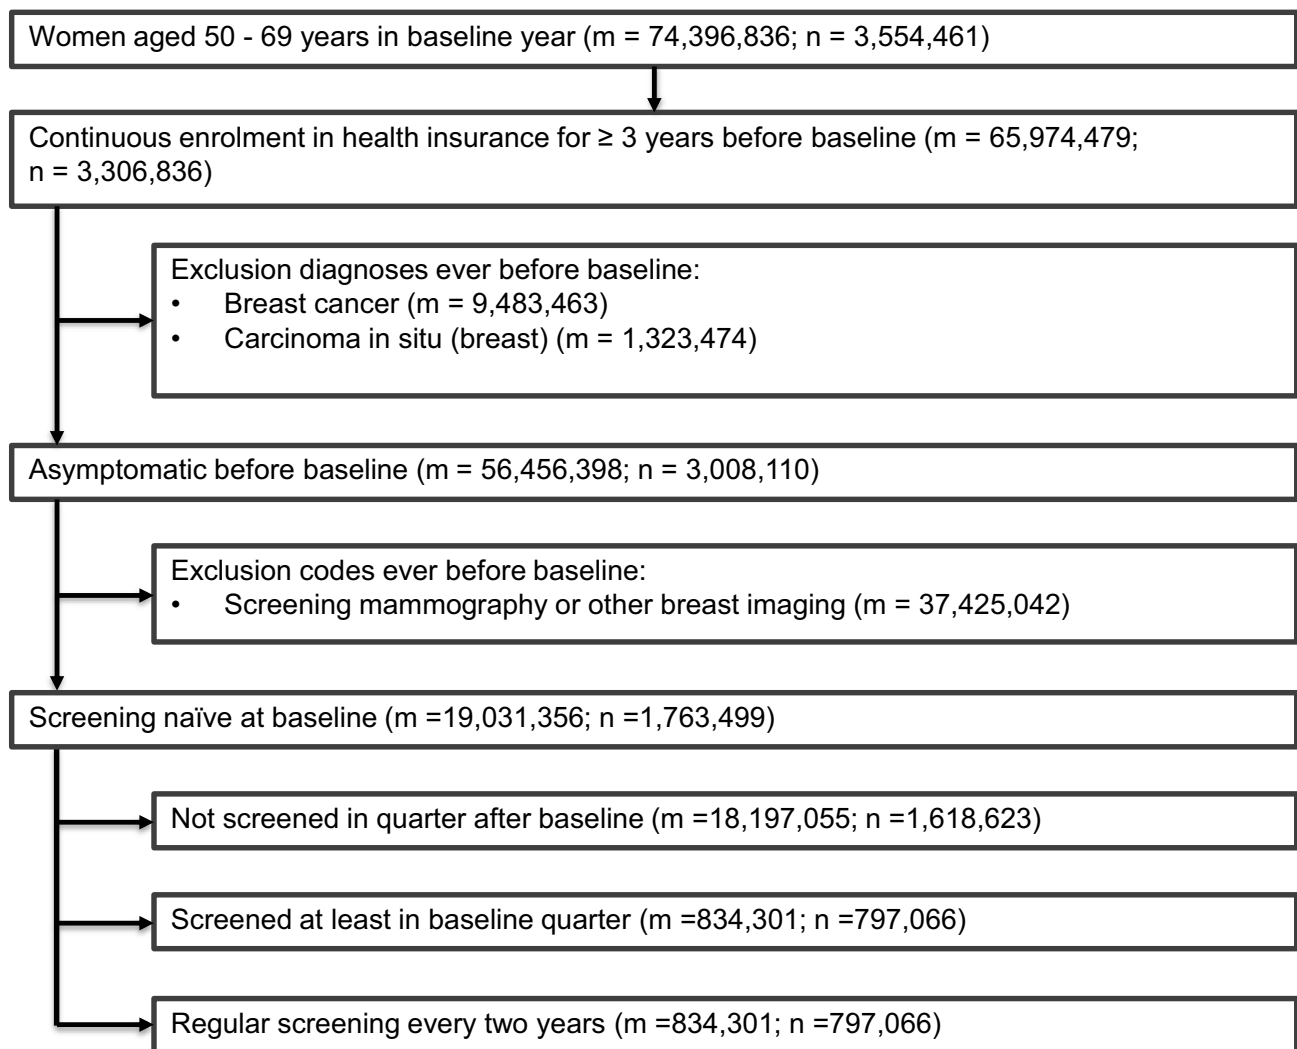 Women aged 50 - 69 years in baseline year (m = 74,396,836; n = 3,554,461)
Continuous enrolment in health insurance for ≥ 3 years before baseline (m = 65,974,479;
n = 3,306,836)
Exclusion diagnoses ever before baseline:
• Breast cancer (m = 9,483,463)
• Carcinoma in situ (breast) (m = 1,323,474)
Asymptomatic before baseline (m = 56,456,398; n = 3,008,110)
Exclusion codes ever before baseline:
• Screening mammography or other breast imaging (m = 37,425,042)
Screening naïve at baseline (m =19,031,356; n =1,763,499)
Not screened in quarter after baseline (m =18,197,055; n =1,618,623)
Screened at least in baseline quarter (m =834,301; n =797,066)
Regular screening every two years (m =834,301; n =797,066)